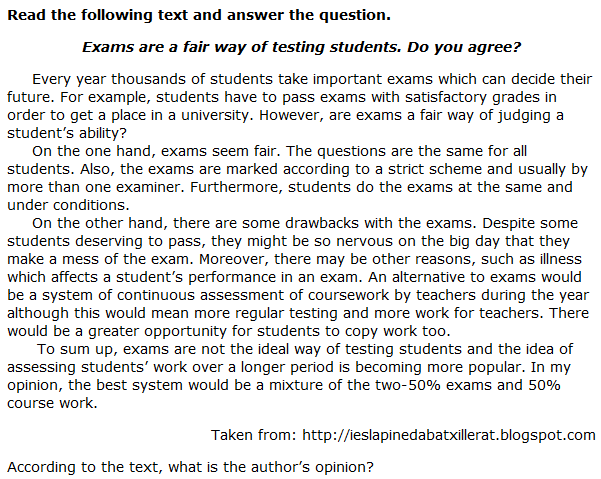 Read the following text and answer the question.
Exams are a fair way of testing students. Do you agree?
Every year thousands of students take important exams which can decide their
future. For example, students have to pass exams with satisfactory grades in
order to get a place in a university. However, are exams a fair way of judging a
student's ability?
On the one hand, exams seem fair. The questions are the same for all
students. Also, the exams are marked according to a strict scheme and usually by
more than one examiner. Furthermore, students do the exams at the same and
under conditions.
On the other hand, there are some drawbacks with the exams. Despite some
students deserving to pass, they might be so nervous on the big day that they
make a mess of the exam. Moreover, there may be other reasons, such as illness
which affects a student's performance in an exam. An alternative to exams would
be a system of continuous assessment of coursework by teachers during the year
although this would mean more regular testing and more work for teachers. There
would be a greater opportunity for students to copy work too.
To sum up, exams are not the ideal way of testing students and the idea of
assessing students' work over a longer period is becoming more popular. In my
opinion, the best system would be a mixture of the two-50% exams and 50%
course work.
Taken from: http://ieslapinedabatxillerat.blogspot.com
According to the text, what is the author's opinion?